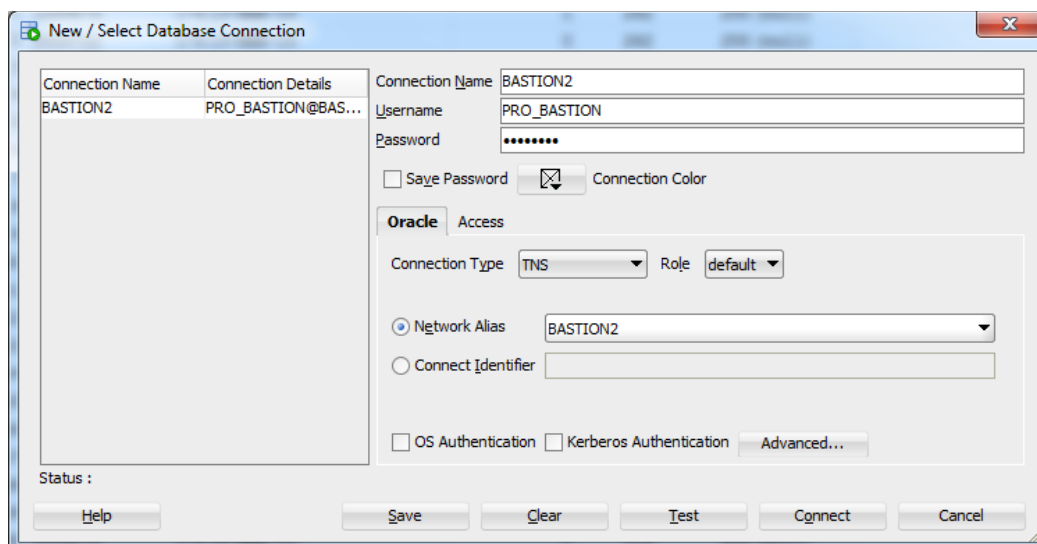 New / Select Database Connection
Connection Name Connection Details
BASTION2 PRO_BASTION@BAS...
Connection Name BASTION2
Username PRO_BASTION
Password ••••••••
Save Password Connection Color
Oracle Access
Connection Type TNS Role default
Network Alias BASTION2
Connect Identifier
OS Authentication Kerberos Authentication Advanced...
Status :
Help Save Clear Test Connect Cancel